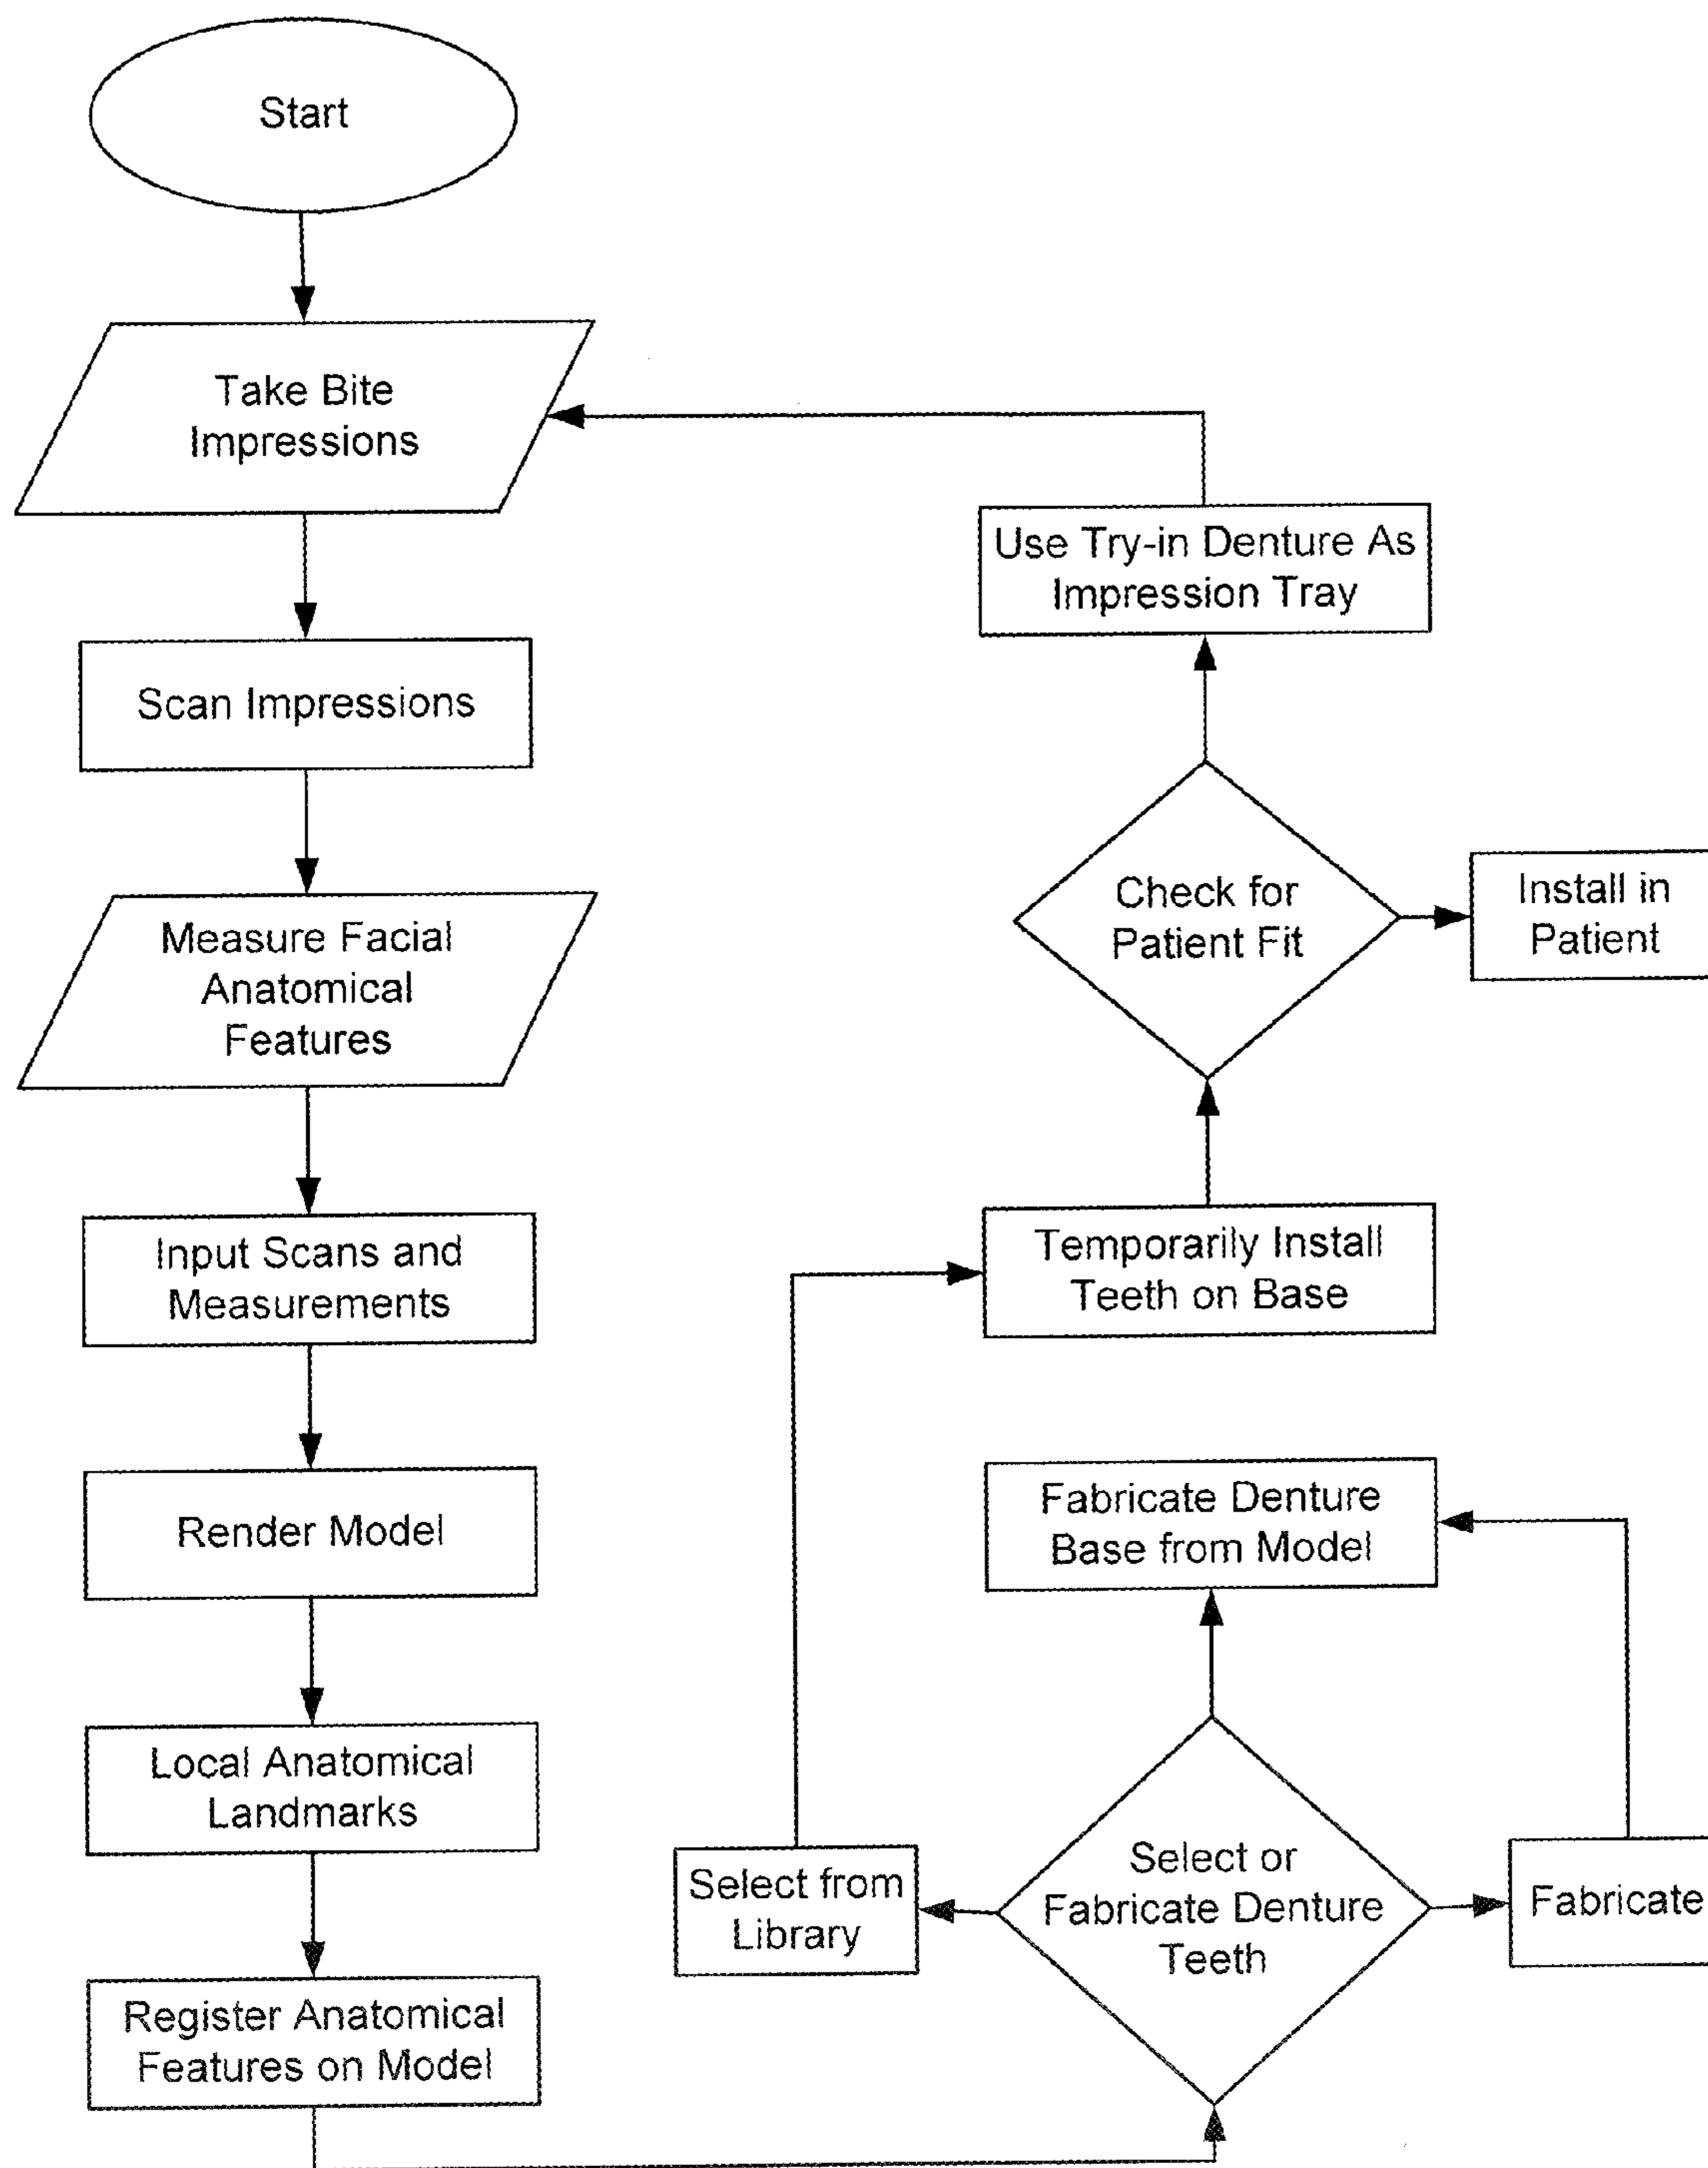 Start
Take Bite
Impressions
Scan Impressions
Measure Facial
Anatomical
Features
Input Scans and
Measurements
Render Model
Local Anatomical
Landmarks
Register Anatomical
Features on Model
Use Try-in Denture As
Impression Tray
Check for
Patient Fit
Install in
Patient
Temporarily Install
Teeth on Base
Fabricate Denture
Base from Model
Select from
Library
Select or
Fabricate Denture
Teeth
Fabricate